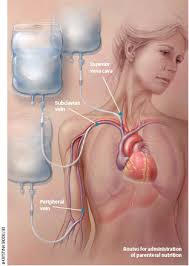 Superior
vena cava
Subclavian
vein
Peripheral
vein
Routes for administration
of parenteral nutrition